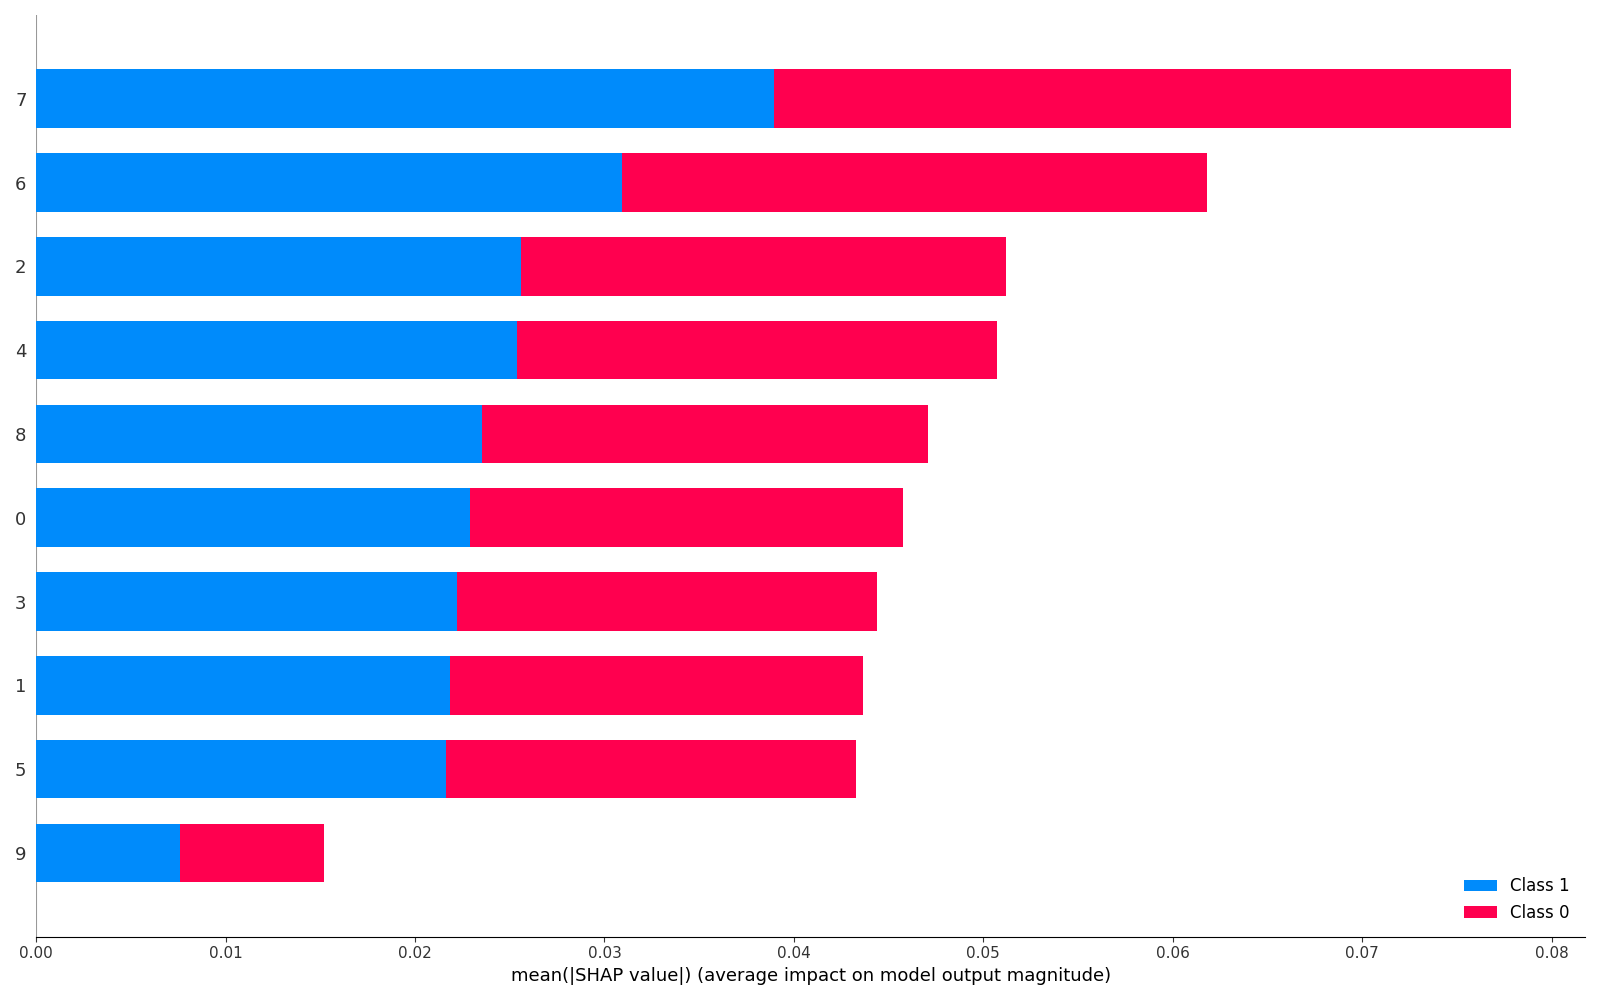 7
6
2
4
8
0
3
1
5
9
Class 1
Class 0
0.00 0.01 0.02 0.03 0.04 0.05 0.06 0.07 0.08
mean(|SHAP value|) (average impact on model output magnitude)